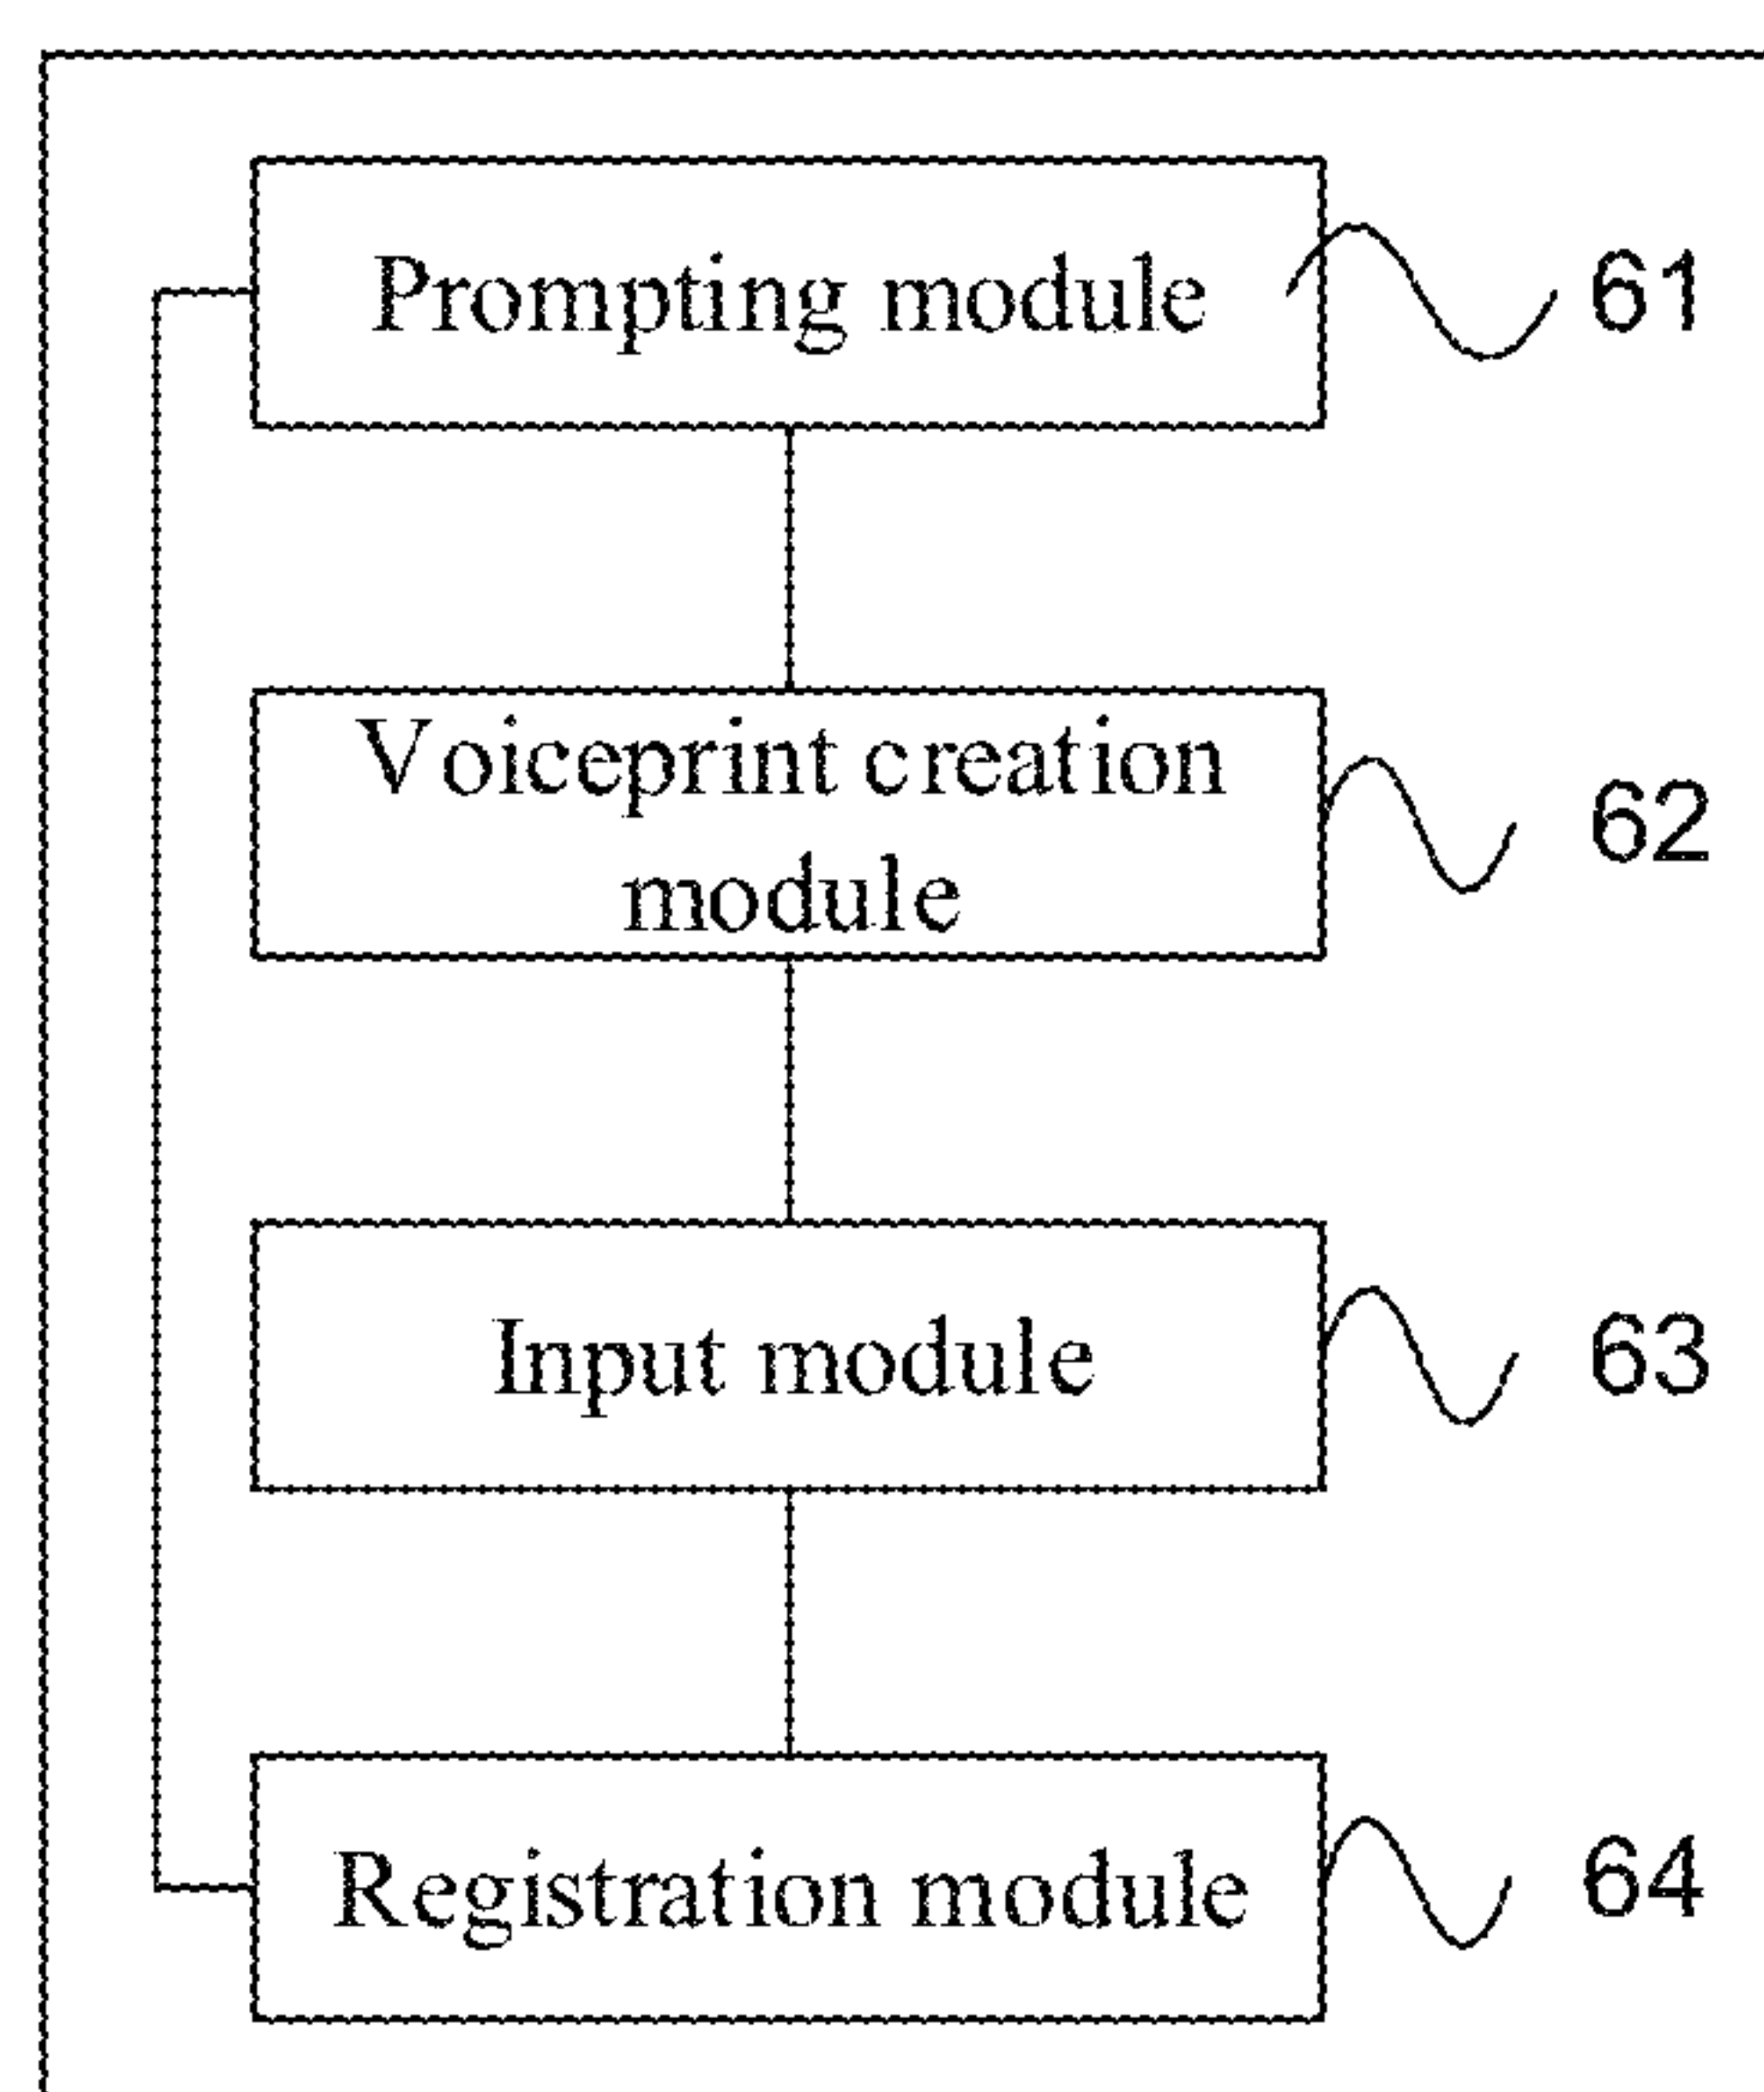 Prompting module
61
Voiceprint creation
module
62
Input module
63
Registration module
64